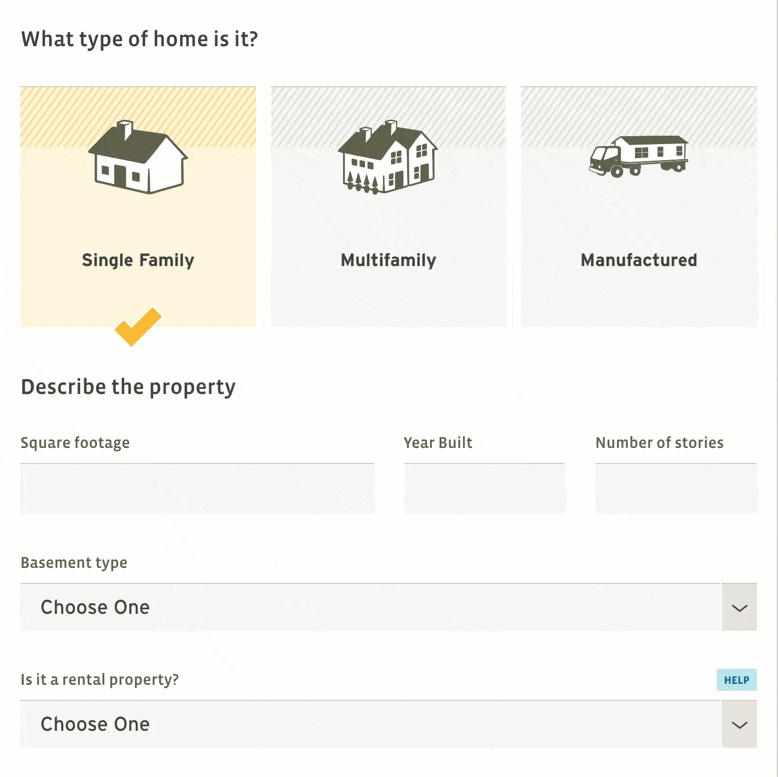 What type of home is it?
Single Family
Multifamily
Manufactured
Describe the property
Square footage
Year Built
Number of stories
Basement type
Choose One
Is it a rental property?
HELP
Choose One